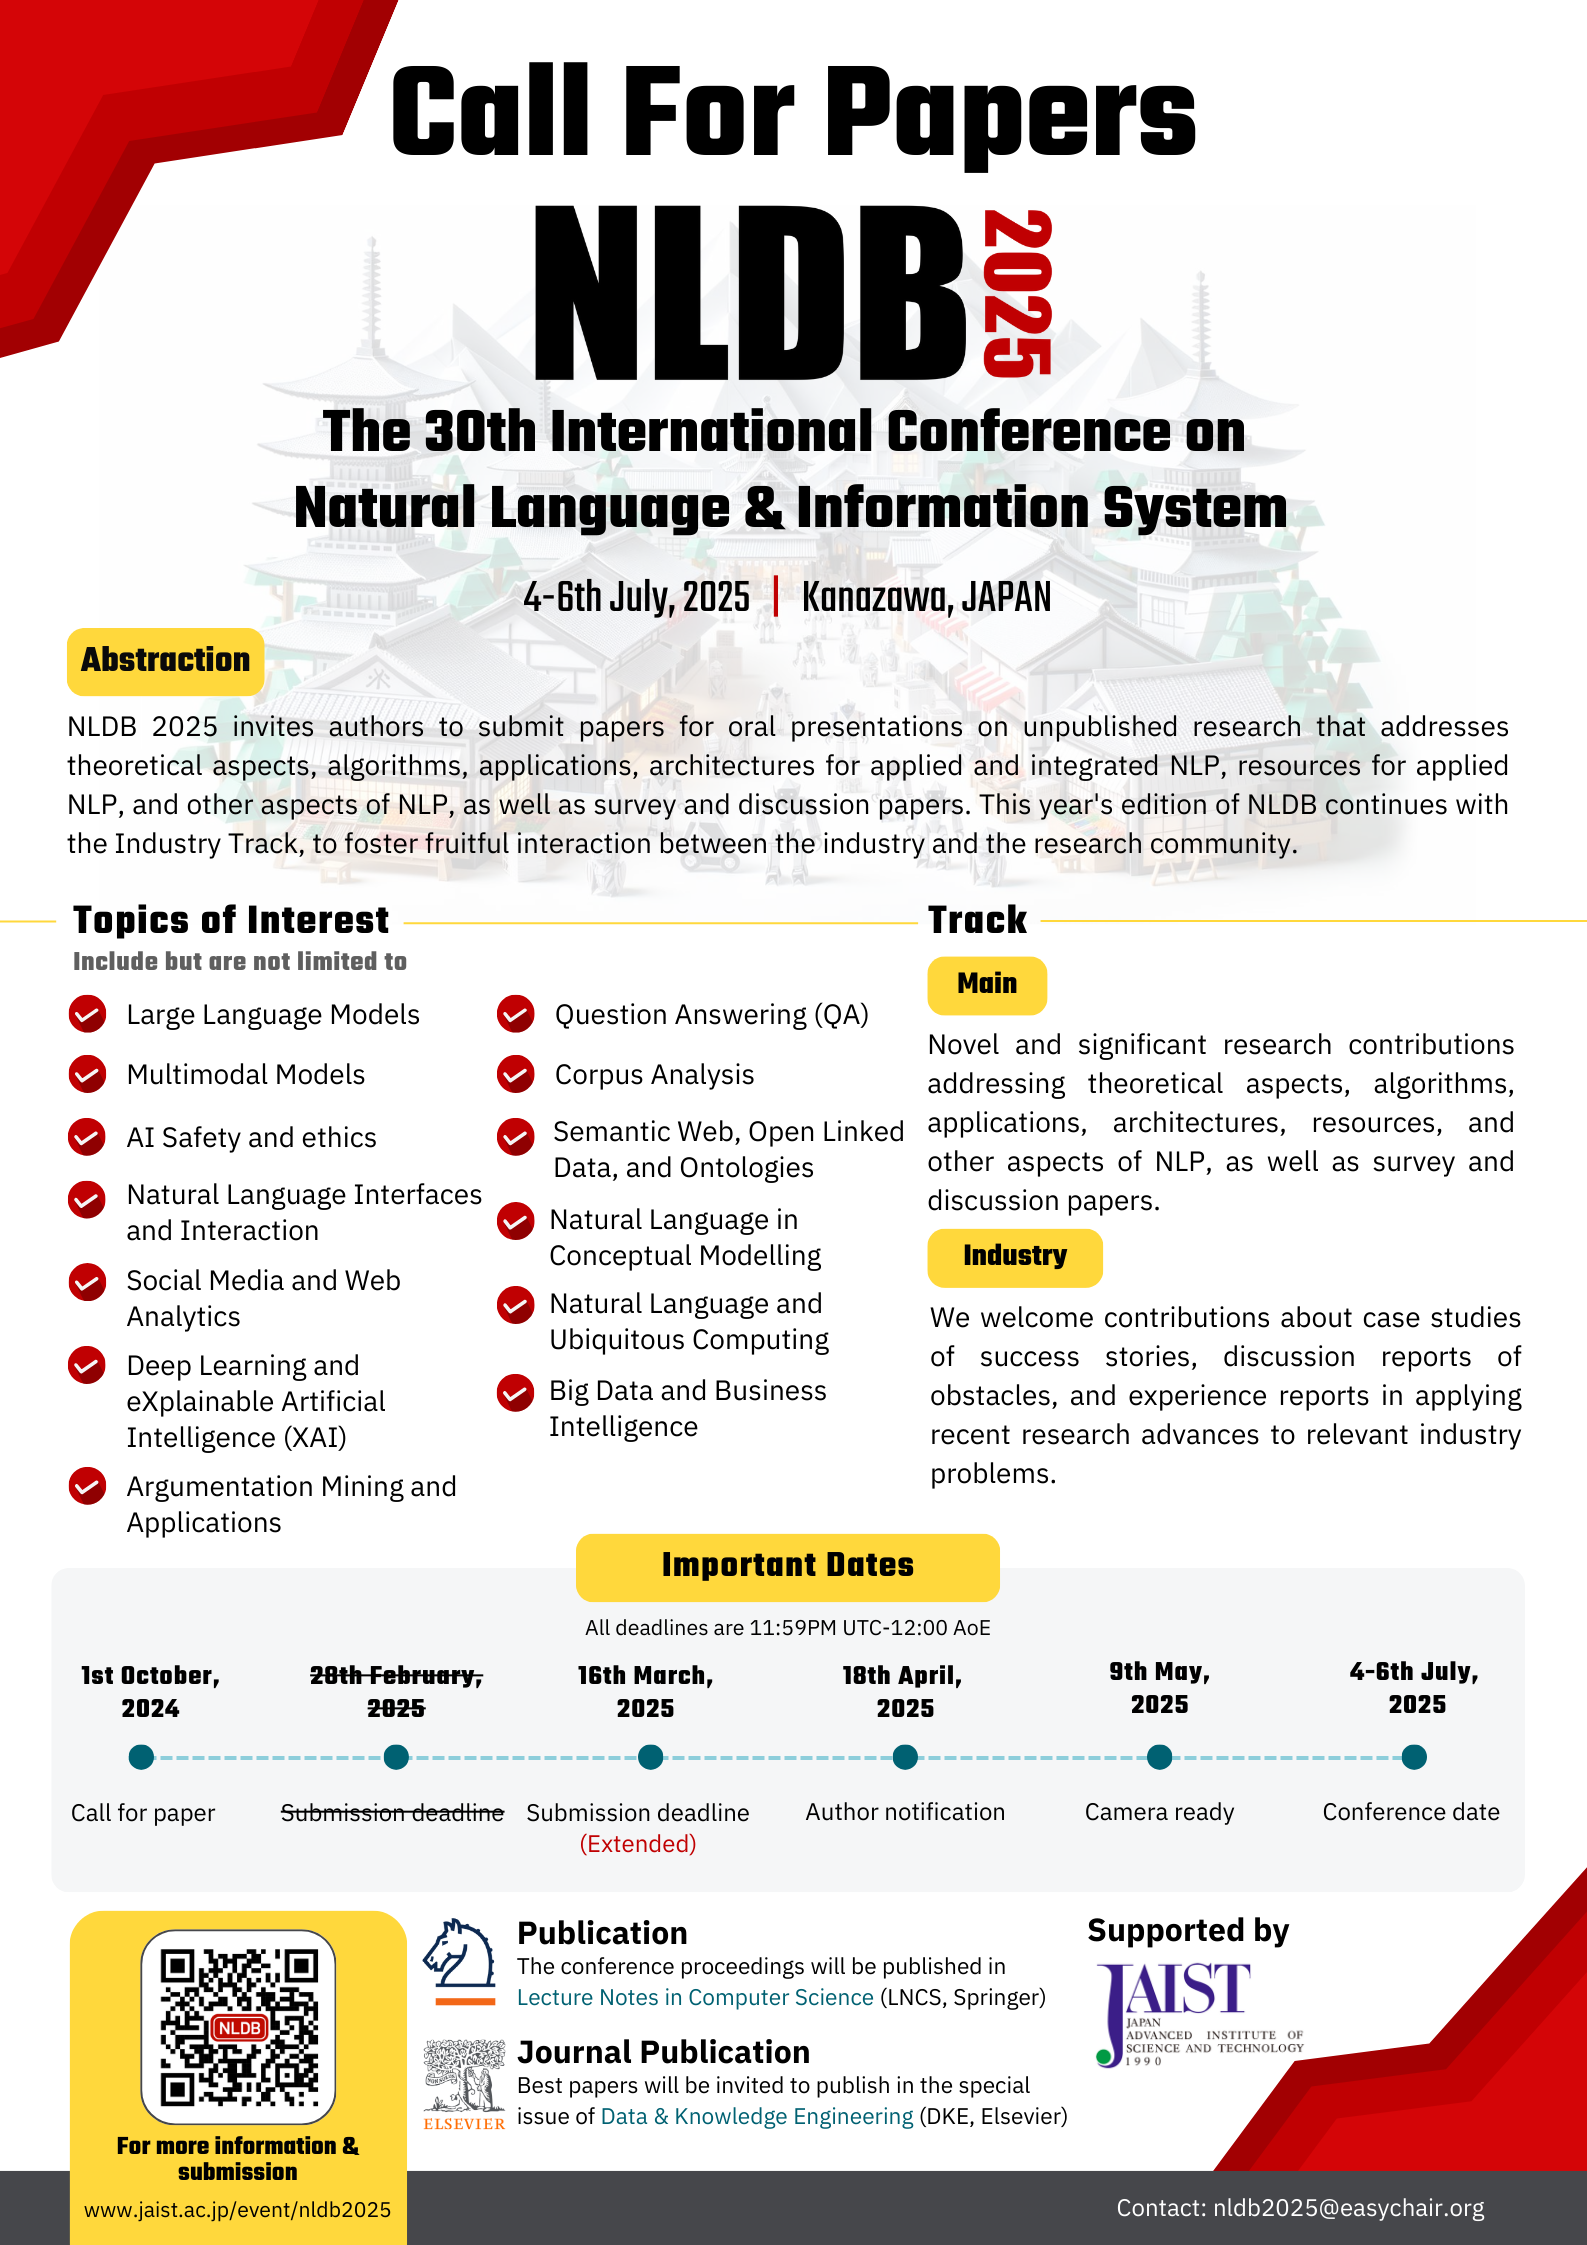 Call For Papers
NLDB 2025
The 30th International Conference on
Natural Language & Information System
4-6th July, 2025 | Kanazawa, JAPAN
Abstraction
NLDB 2025 invites authors to submit papers for oral presentations on unpublished research that addresses
theoretical aspects, algorithms, applications, architectures for applied and integrated NLP, resources for applied
NLP, and other aspects of NLP, as well as survey and discussion papers. This year's edition of NLDB continues with
the Industry Track, to foster fruitful interaction between the industry and the research community.
Topics of Interest
Include but are not limited to
Large Language Models
Multimodal Models
AI Safety and ethics
Natural Language Interfaces
and Interaction
Social Media and Web
Analytics
Deep Learning and
eXplainable Artificial
Intelligence (XAI)
Argumentation Mining and
Applications
Question Answering (QA)
Corpus Analysis
Semantic Web, Open Linked
Data, and Ontologies
Natural Language in
Conceptual Modelling
Natural Language and
Ubiquitous Computing
Big Data and Business
Intelligence
Track
Main
Novel and significant research contributions
addressing theoretical aspects, algorithms,
applications, architectures, resources, and
other aspects of NLP, as well as survey and
discussion papers.
Industry
We welcome contributions about case studies
of success stories, discussion reports of
obstacles, and experience reports in applying
recent research advances to relevant industry
problems.
Important Dates
All deadlines are 11:59PM UTC-12:00 AoE
1st October,
2024
Call for paper
28th February,
2025
Submission deadline
16th March,
2025
Submission deadline
(Extended)
18th April,
2025
Author notification
9th May,
2025
Camera ready
4-6th July,
2025
Conference date
NLDB
For more information &
submission
www.jaist.ac.jp/event/nldb2025
Publication
The conference proceedings will be published in
Lecture Notes in Computer Science (LNCS, Springer)
ELSEVIER
Journal Publication
Best papers will be invited to publish in the special
issue of Data & Knowledge Engineering (DKE, Elsevier)
Supported by
JAIST
JAPAN
ADVANCED INSTITUTE OF
SCIENCE AND TECHNOLOGY
1990
Contact: nldb2025@easychair.org